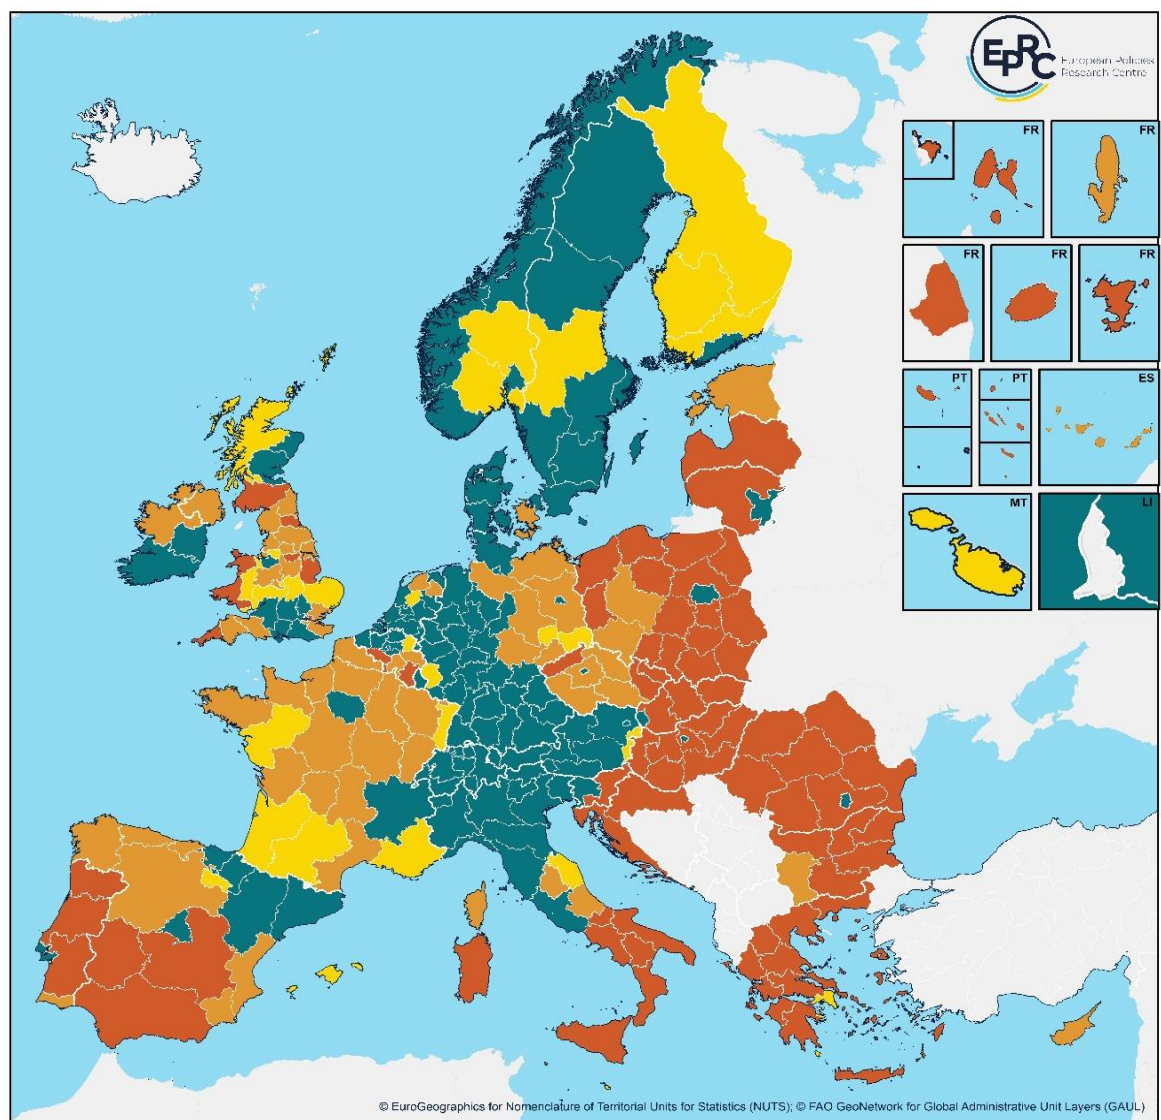 EPRC
European Policies
Research Centre
FR
FR
FR
FR
FR
PT
PT
ES
MT
LI
© EuroGeographics for Nomenclature of Territorial Units for Statistics (NUTS); © FAO GeoNetwork for Global Administrative Unit Layers (GAUL)